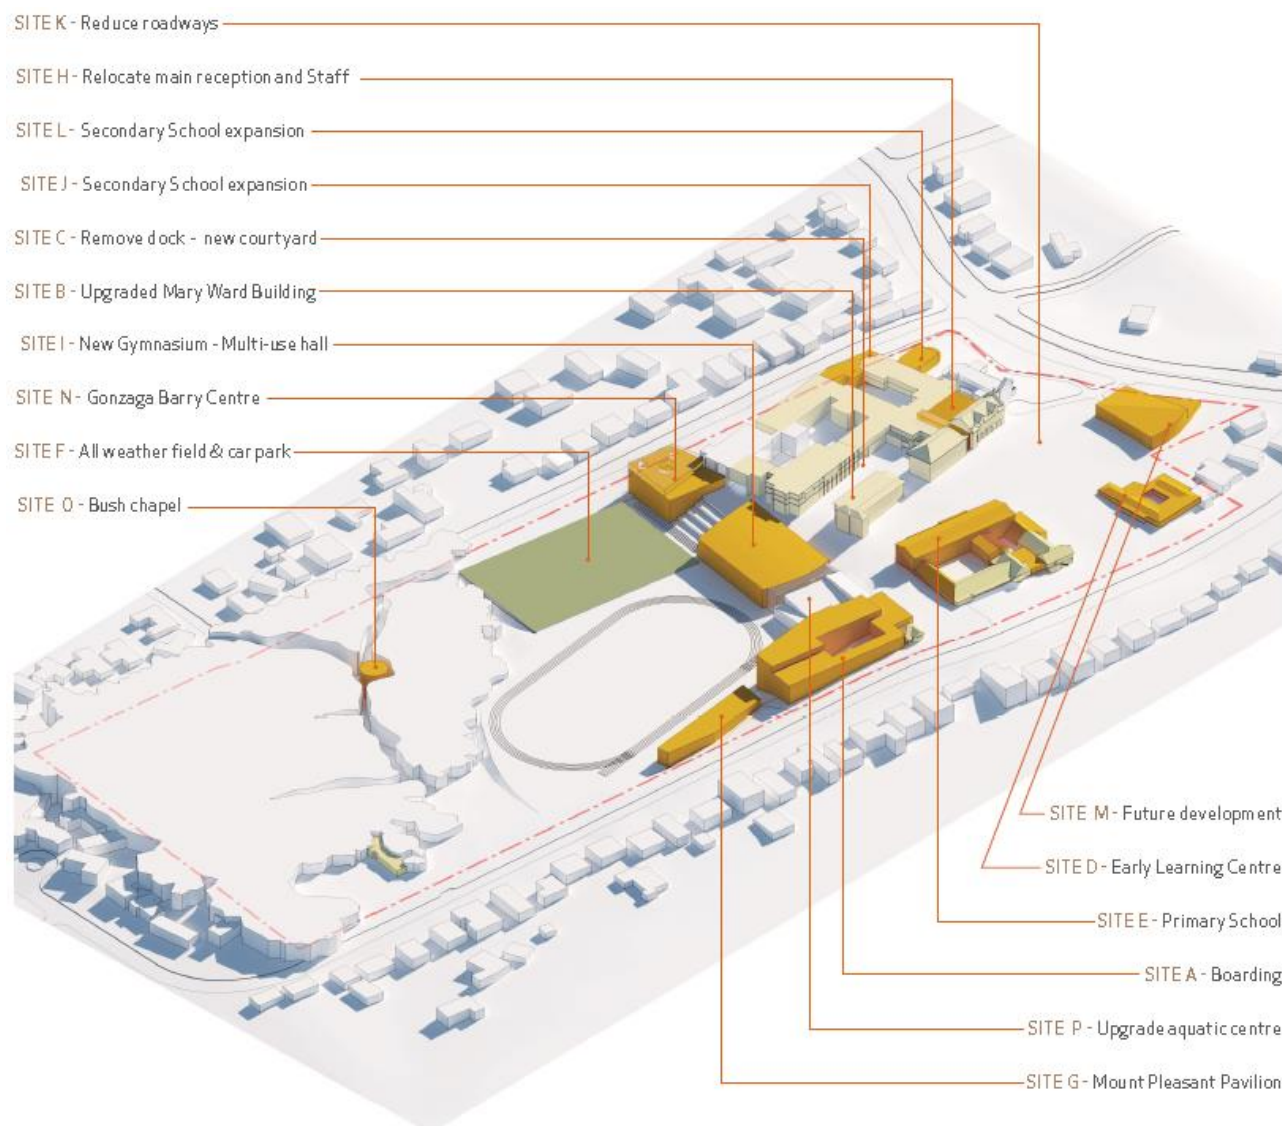 SITE K - Reduce roadways
SITE H - Relocate main reception and Staff
SITE L - Secondary School expansion
SITE J - Secondary School expansion
SITE C - Remove dock - new courtyard
SITE B - Upgraded Mary Ward Building
SITE I - New Gymnasium - Multi-use hall
SITE N - Gonzaga Barry Centre
SITE F - All weather field & car park
SITE O - Bush chapel
SITE M - Future development
SITE D - Early Learning Centre
SITE E - Primary School
SITE A - Boarding
SITE P - Upgrade aquatic centre
SITE G - Mount Pleasant Pavilion